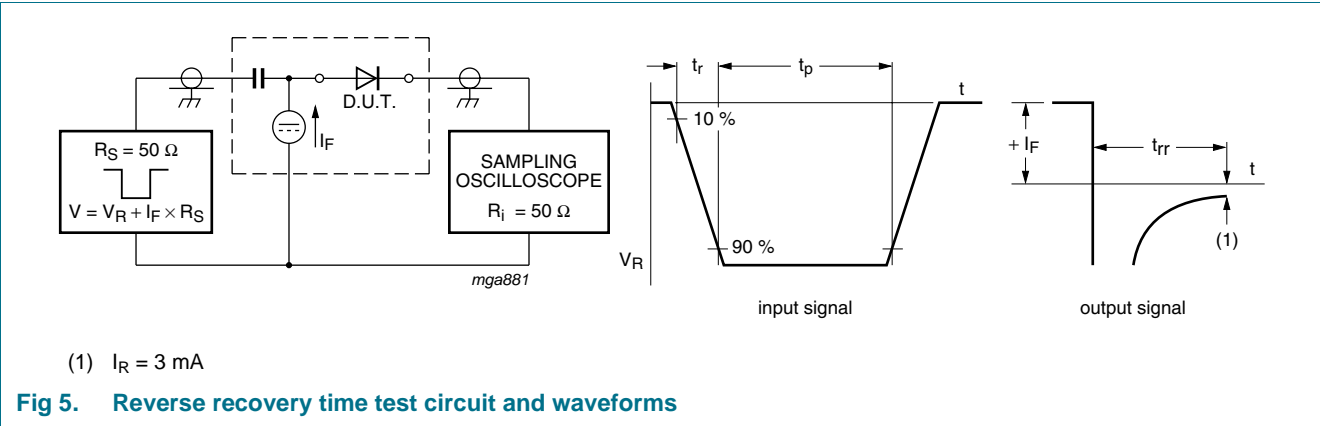 D.U.T.
I_F
R_S = 50 Ω
V = V_R + I_F × R_S
SAMPLING
OSCILLOSCOPE
R_i = 50 Ω
mga881
t_r
t_p
t
10 %
90 %
V_R
input signal
+ I_F
t_rr
t
(1)
output signal
(1) I_R = 3 mA
Fig 5. Reverse recovery time test circuit and waveforms